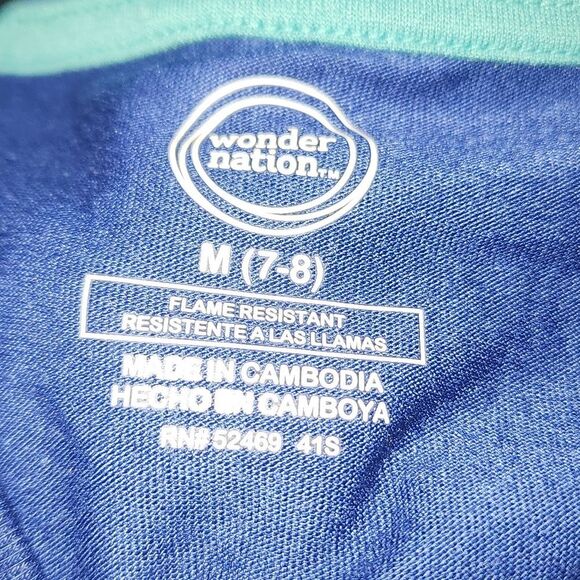 wonder
nation™
M (7-8)
FLAME RESISTANT
RESISTENTE A LAS LLAMAS
MADE IN CAMBODIA
HECHO EN CAMBOYA
RN# 52469 41S